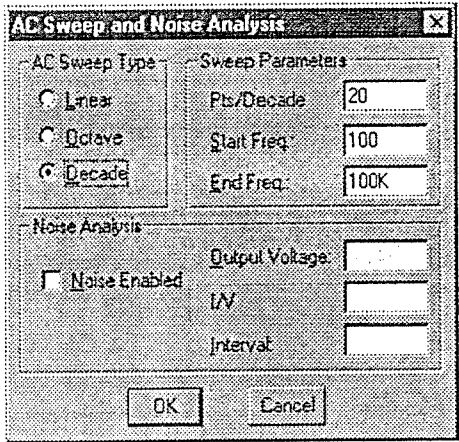 AC Sweep and Noise Analysis
AC Sweep Type
Linear
Octave
Decade
Sweep Parameters
Pts/Decade 20
Start Freq.: 100
End Freq.: 100K
Noise Analysis
Noise Enabled
Output Voltage:
I/V
Interval:
OK Cancel